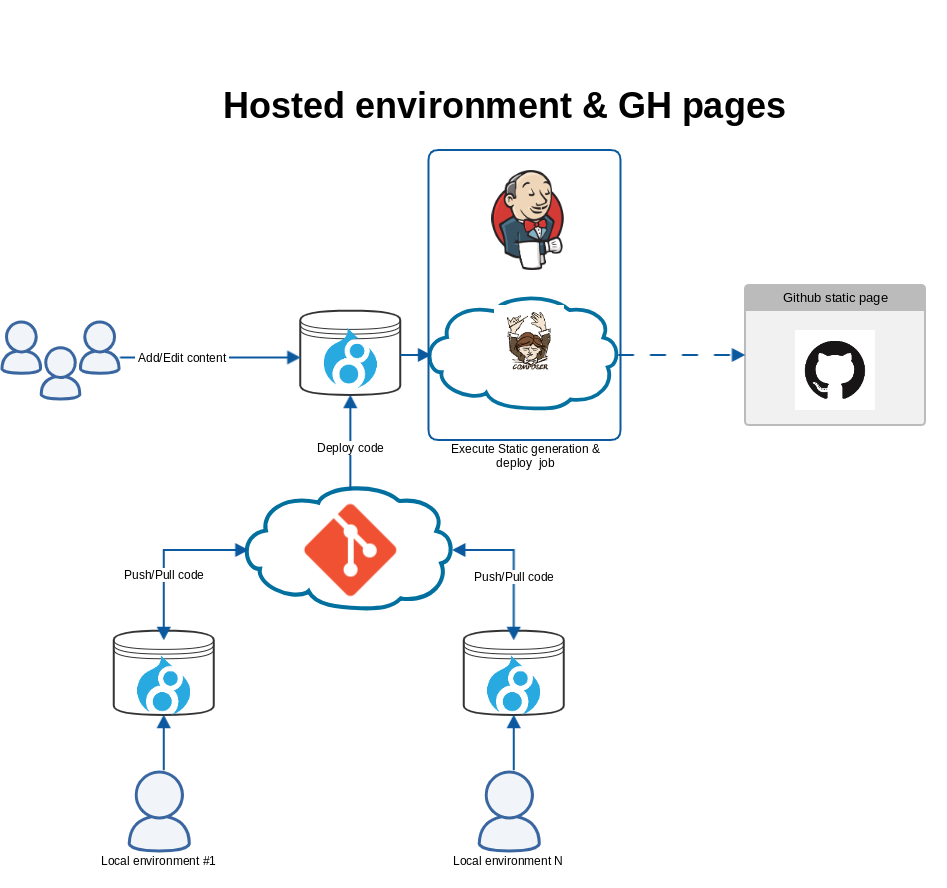 Hosted environment & GH pages
Github static page
Add/Edit content
COMPOSER
Deploy code
Execute Static generation &
deploy  job
Push/Pull code
Push/Pull code
Local environment #1
Local environment N